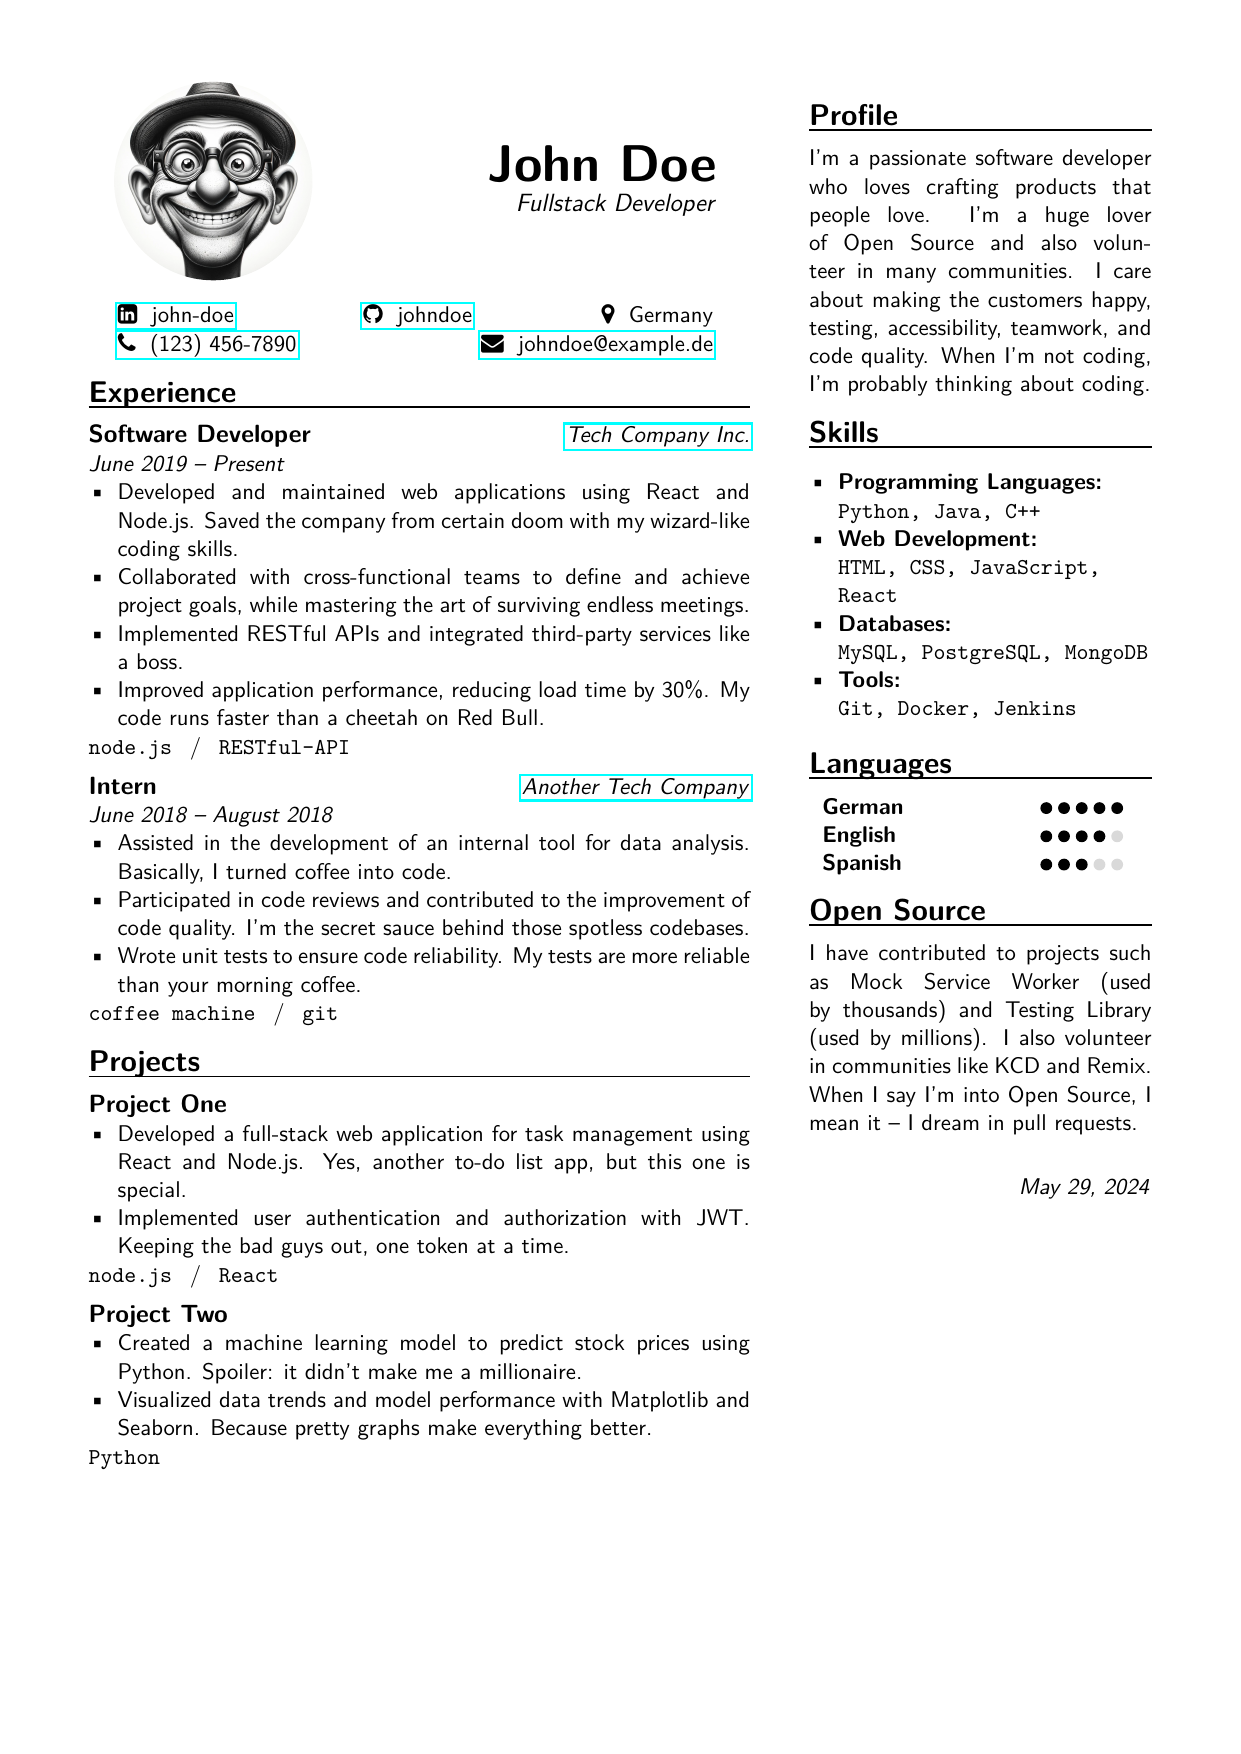 John Doe
Fullstack Developer
john-doe johndoe Germany
(123) 456-7890 johndoe@example.de
Experience
Software Developer Tech Company Inc.
June 2019 – Present
▪ Developed and maintained web applications using React and
Node.js. Saved the company from certain doom with my wizard-like
coding skills.
▪ Collaborated with cross-functional teams to define and achieve
project goals, while mastering the art of surviving endless meetings.
▪ Implemented RESTful APIs and integrated third-party services like
a boss.
▪ Improved application performance, reducing load time by 30%. My
code runs faster than a cheetah on Red Bull.
node.js / RESTful-API
Intern Another Tech Company
June 2018 – August 2018
▪ Assisted in the development of an internal tool for data analysis.
Basically, I turned coffee into code.
▪ Participated in code reviews and contributed to the improvement of
code quality. I'm the secret sauce behind those spotless codebases.
▪ Wrote unit tests to ensure code reliability. My tests are more reliable
than your morning coffee.
coffee machine / git
Projects
Project One
▪ Developed a full-stack web application for task management using
React and Node.js. Yes, another to-do list app, but this one is
special.
▪ Implemented user authentication and authorization with JWT.
Keeping the bad guys out, one token at a time.
node.js / React
Project Two
▪ Created a machine learning model to predict stock prices using
Python. Spoiler: it didn't make me a millionaire.
▪ Visualized data trends and model performance with Matplotlib and
Seaborn. Because pretty graphs make everything better.
Python
Profile
I'm a passionate software developer
who loves crafting products that
people love. I'm a huge lover
of Open Source and also volun-
teer in many communities. I care
about making the customers happy,
testing, accessibility, teamwork, and
code quality. When I'm not coding,
I'm probably thinking about coding.
Skills
▪ Programming Languages:
Python, Java, C++
▪ Web Development:
HTML, CSS, JavaScript,
React
▪ Databases:
MySQL, PostgreSQL, MongoDB
▪ Tools:
Git, Docker, Jenkins
Languages
German
English
Spanish
Open Source
I have contributed to projects such
as Mock Service Worker (used
by thousands) and Testing Library
(used by millions). I also volunteer
in communities like KCD and Remix.
When I say I'm into Open Source, I
mean it – I dream in pull requests.
May 29, 2024